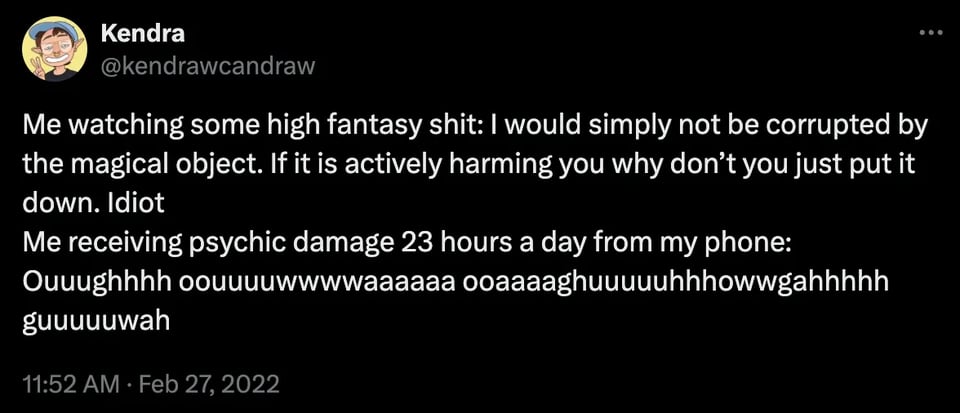 Kendra
@kendrawcandraw
Me watching some high fantasy shit: I would simply not be corrupted by
the magical object. If it is actively harming you why don’t you just put it
down. Idiot
Me receiving psychic damage 23 hours a day from my phone:
Ouuughhhh oouuuuwwwwaaaaaa ooaaaaghuuuuuhhhowwgahhhhh
guuuuuwah
11:52 AM · Feb 27, 2022